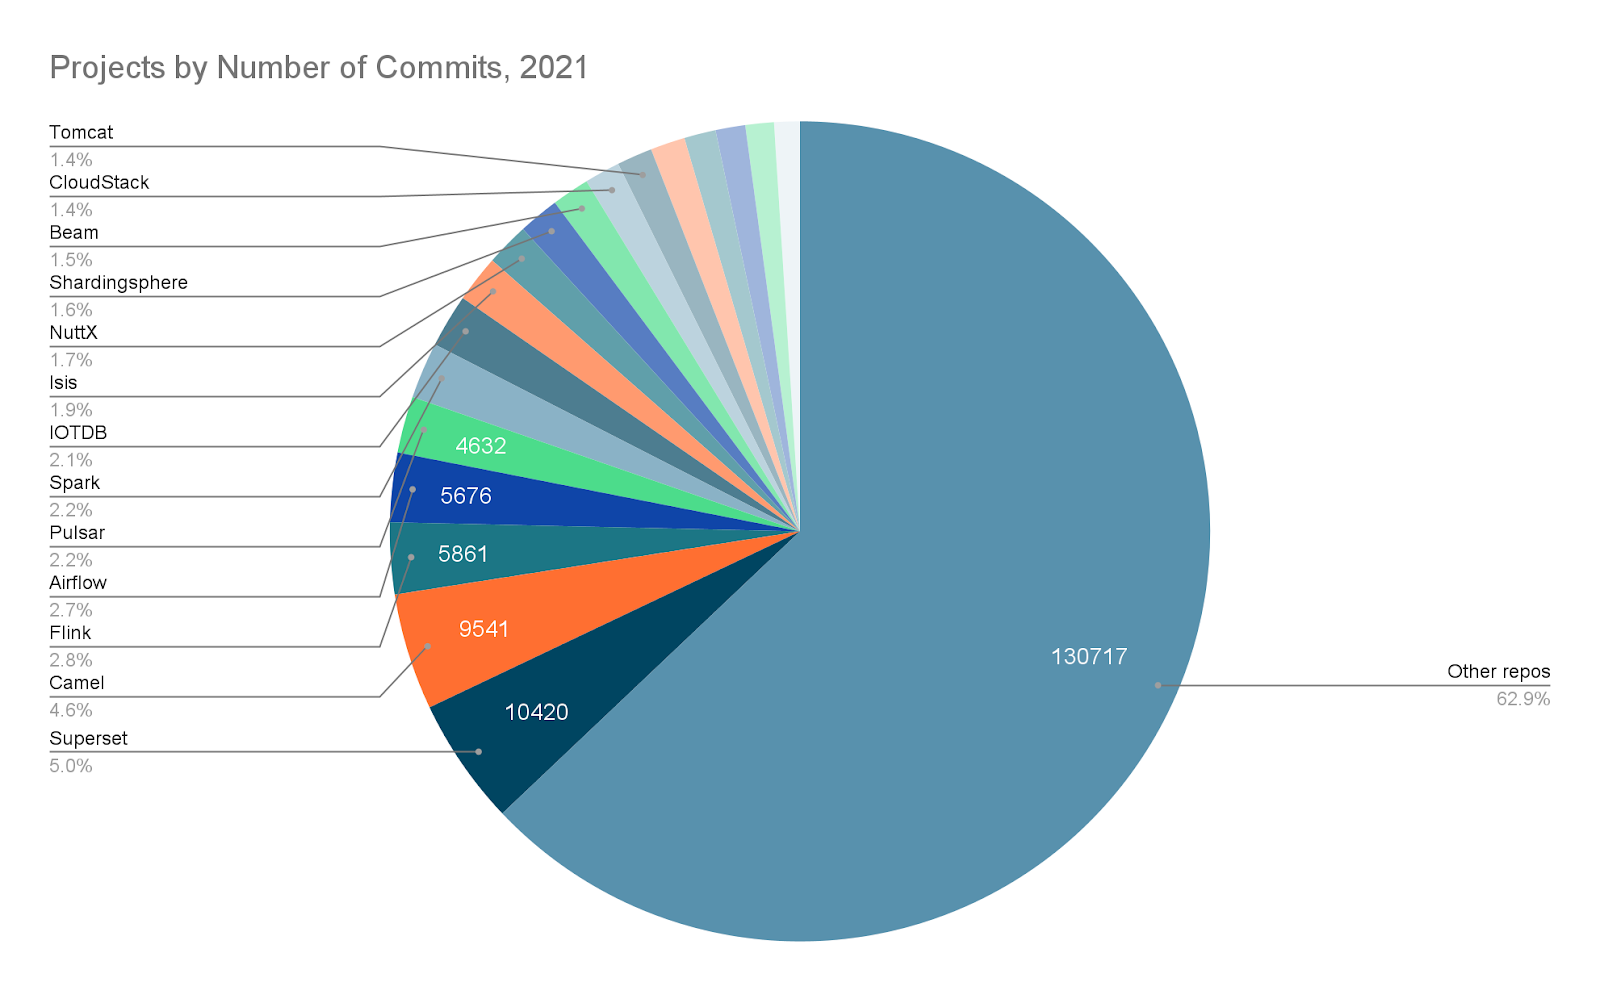 Projects by Number of Commits, 2021
Tomcat
1.4%
CloudStack
1.4%
Beam
1.5%
Shardingsphere
1.6%
NuttX
1.7%
Isis
1.9%
IOTDB
2.1%
Spark
2.2%
Pulsar
2.2%
Airflow
2.7%
Flink
2.8%
Camel
4.6%
Superset
5.0%
4632
5676
5861
9541
10420
130717
Other repos
62.9%